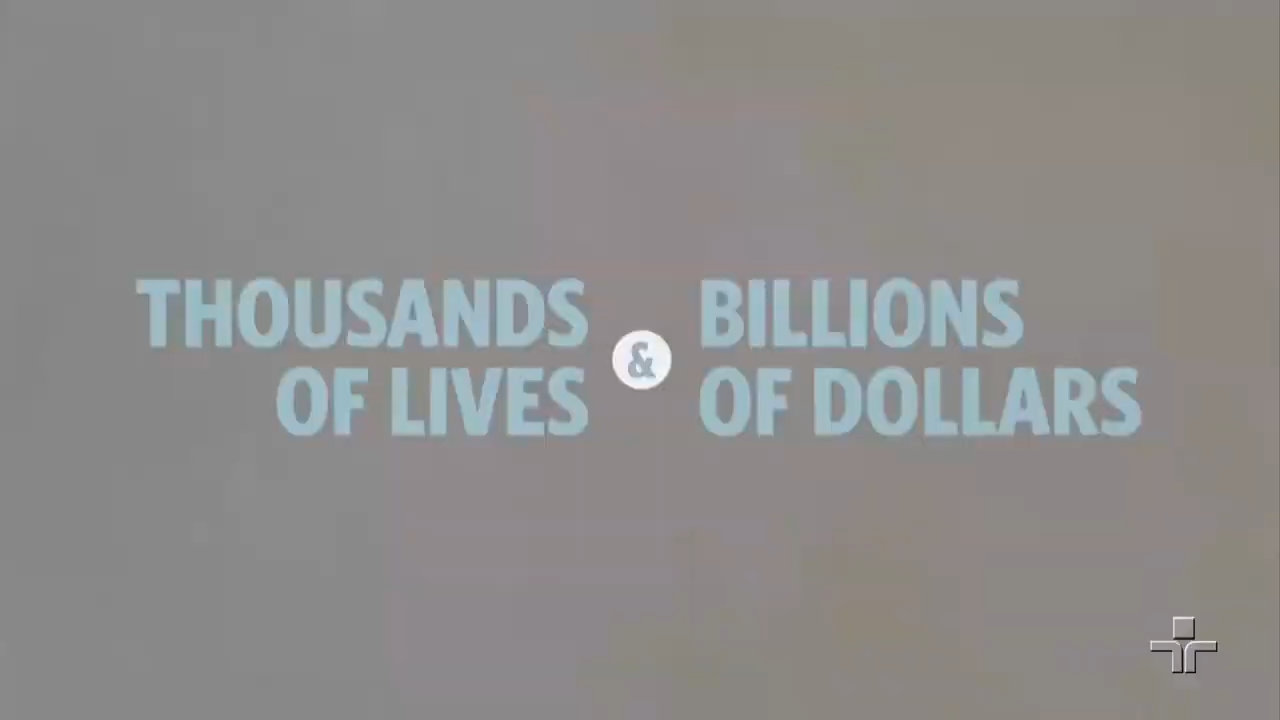 THOUSANDS
OF LIVES
&
BILLIONS
OF DOLLARS